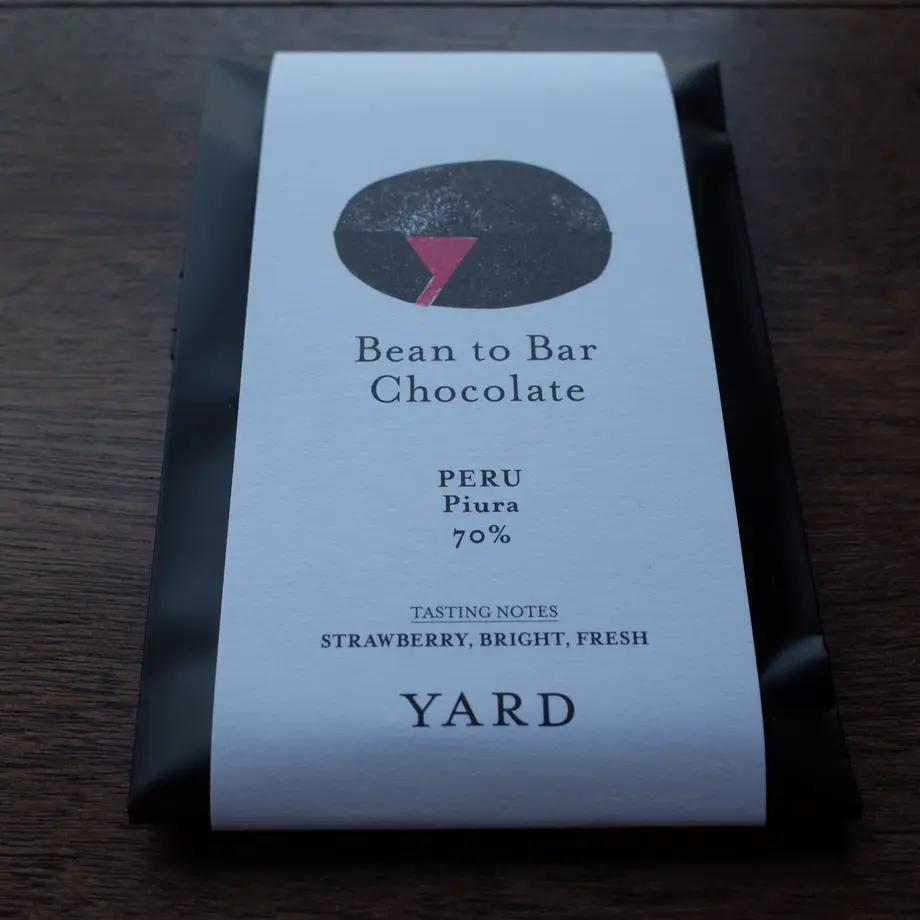 Bean to Bar
Chocolate
PERU
Piura
70%
TASTING NOTES
STRAWBERRY, BRIGHT, FRESH
YARD